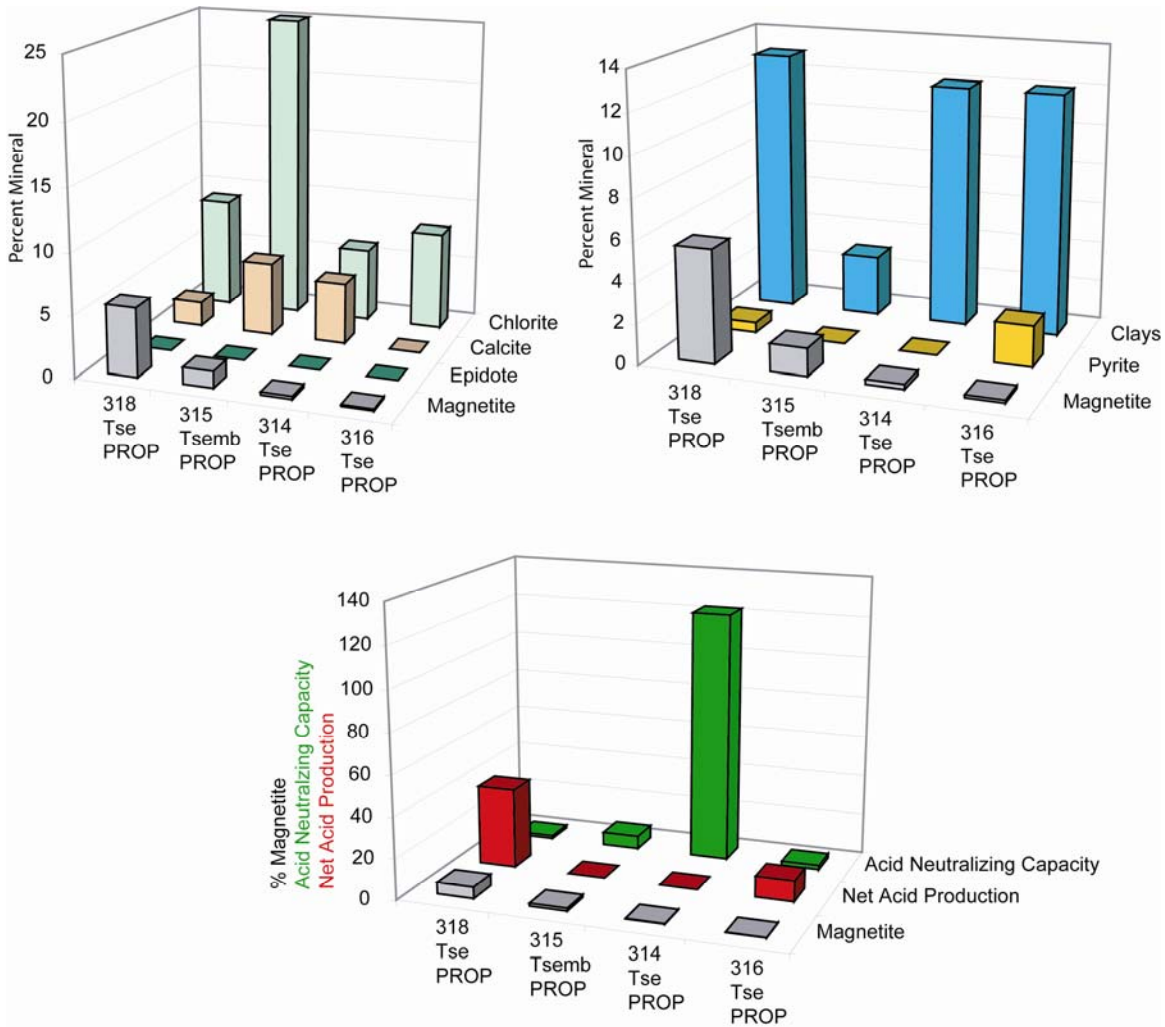 25
20
15
10
5
0
Percent Mineral
Chlorite
Calcite
Epidote
Magnetite
318
Tse
PROP
315
Tsemb
PROP
314
Tse
PROP
316
Tse
PROP
14
12
10
8
6
4
2
0
Percent Mineral
Clays
Pyrite
Magnetite
318
Tse
PROP
315
Tsemb
PROP
314
Tse
PROP
316
Tse
PROP
140
120
100
80
60
40
20
0
% Magnetite
Acid Neutralzing Capacity
Net Acid Production
Acid Neutralizing Capacity
Net Acid Production
Magnetite
318
Tse
PROP
315
Tsemb
PROP
314
Tse
PROP
316
Tse
PROP